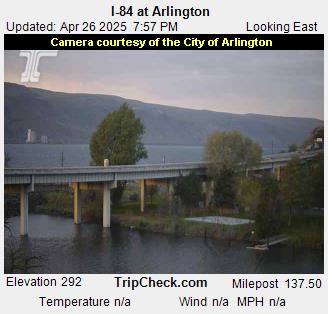 I-84 at Arlington
Updated: Apr 26 2025 7:57 PM Looking East
Camera courtesy of the City of Arlington
Elevation 292 TripCheck.com Milepost 137.50
Temperature n/a Wind n/a MPH n/a